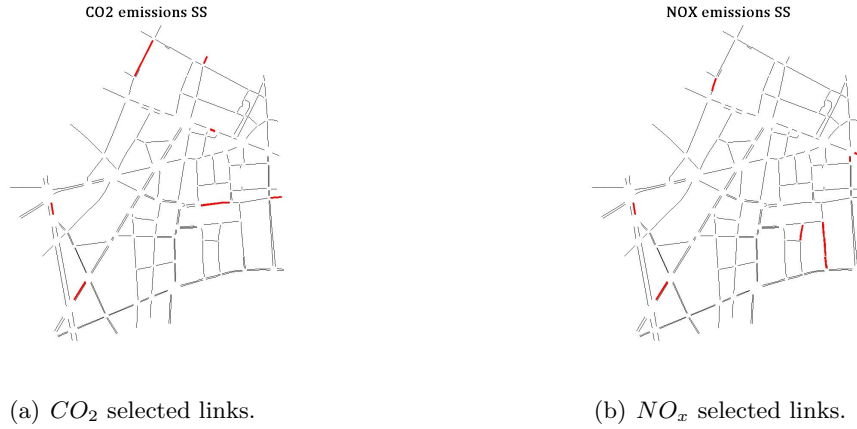 CO2 emissions SS
NOX emissions SS
(a) CO₂ selected links.
(b) NOₓ selected links.